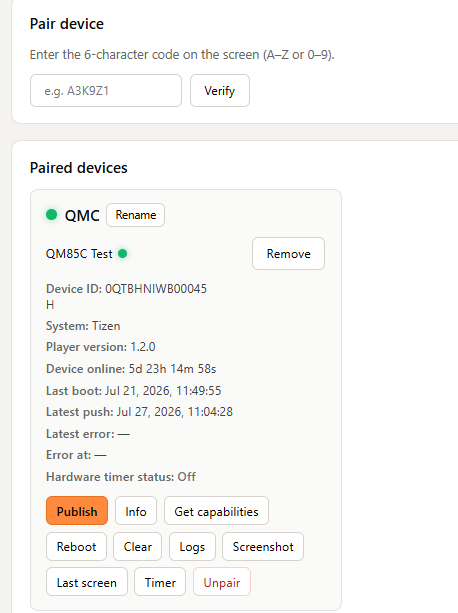 Pair device
Enter the 6-character code on the screen (A–Z or 0–9).
e.g. A3K9Z1
Verify
Paired devices
QMC Rename
QM85C Test
Remove
Device ID: 0QTBHNIWB00045
H
System: Tizen
Player version: 1.2.0
Device online: 5d 23h 14m 58s
Last boot: Jul 21, 2026, 11:49:55
Latest push: Jul 27, 2026, 11:04:28
Latest error: —
Error at: —
Hardware timer status: Off
Publish Info Get capabilities
Reboot Clear Logs Screenshot
Last screen Timer Unpair